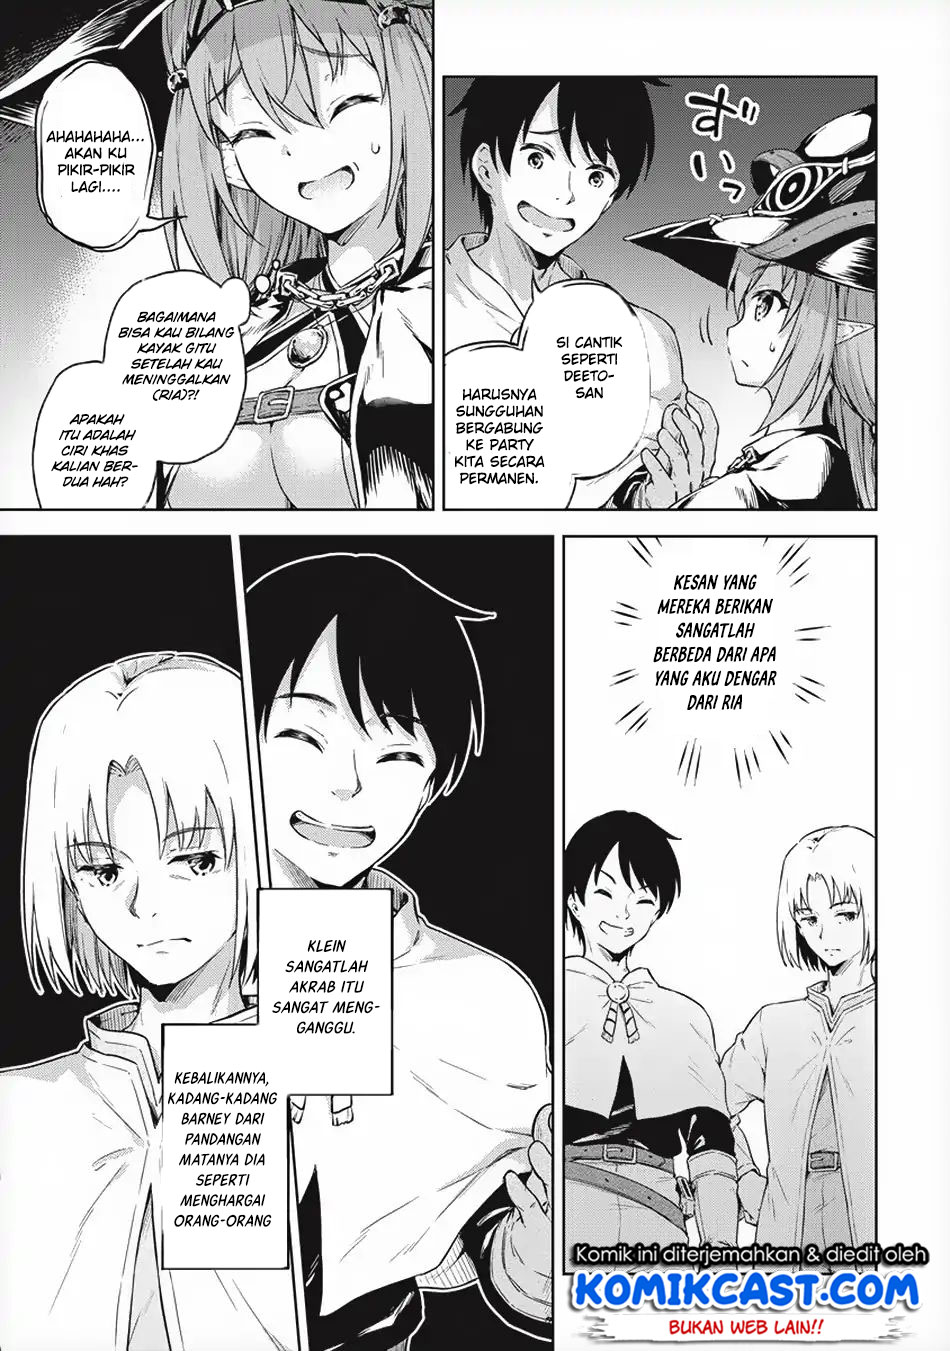 ずいっ
SI CANTIK
SEPERTI
DEETO-
SAN
HARUSNYA
SUNGGUHAN
BERGABUNG
KE PARTY
KITA SECARA
PERMANEN.
AHAHAHAHA...
AKAN KU
PIKIR-PIKIR
LAGI....
BAGAIMANA
BISA KAU BILANG
KAYAK GITU
SETELAH KAU
MENINGGALKAN
(RIA)?!
APAKAH
ITU ADALAH
CIRI KHAS
KALIAN BER-
DUA HAH?
KESAN YANG
MEREKA BERIKAN
SANGATLAH
BERBEDA DARI APA
YANG AKU DENGAR
DARI RIA
KLEIN
SANGATLAH
AKRAB ITU
SANGAT MENG-
GANGGU.
KEBALIKANNYA,
KADANG-KADANG
BARNEY DARI
PANDANGAN
MATANYA DIA
SEPERTI
MENGHARGAI
ORANG-ORANG
Komik ini diterjemahkan & diedit oleh
KOMIKCAST.COM
BUKAN WEB LAIN!!